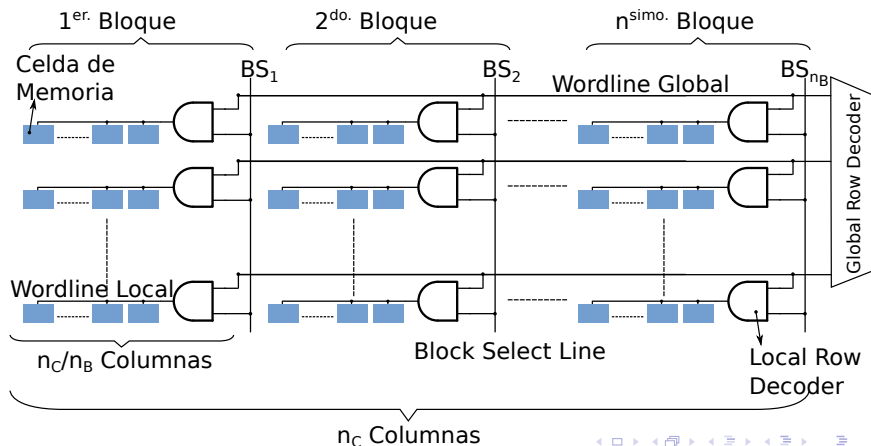 1er. Bloque
2do. Bloque
nsimo. Bloque
Celda de
Memoria
BS1
BS2
Wordline Global
BSnB
Global Row Decoder
Wordline Local
nC/nB Columnas
Block Select Line
Local Row
Decoder
nC Columnas